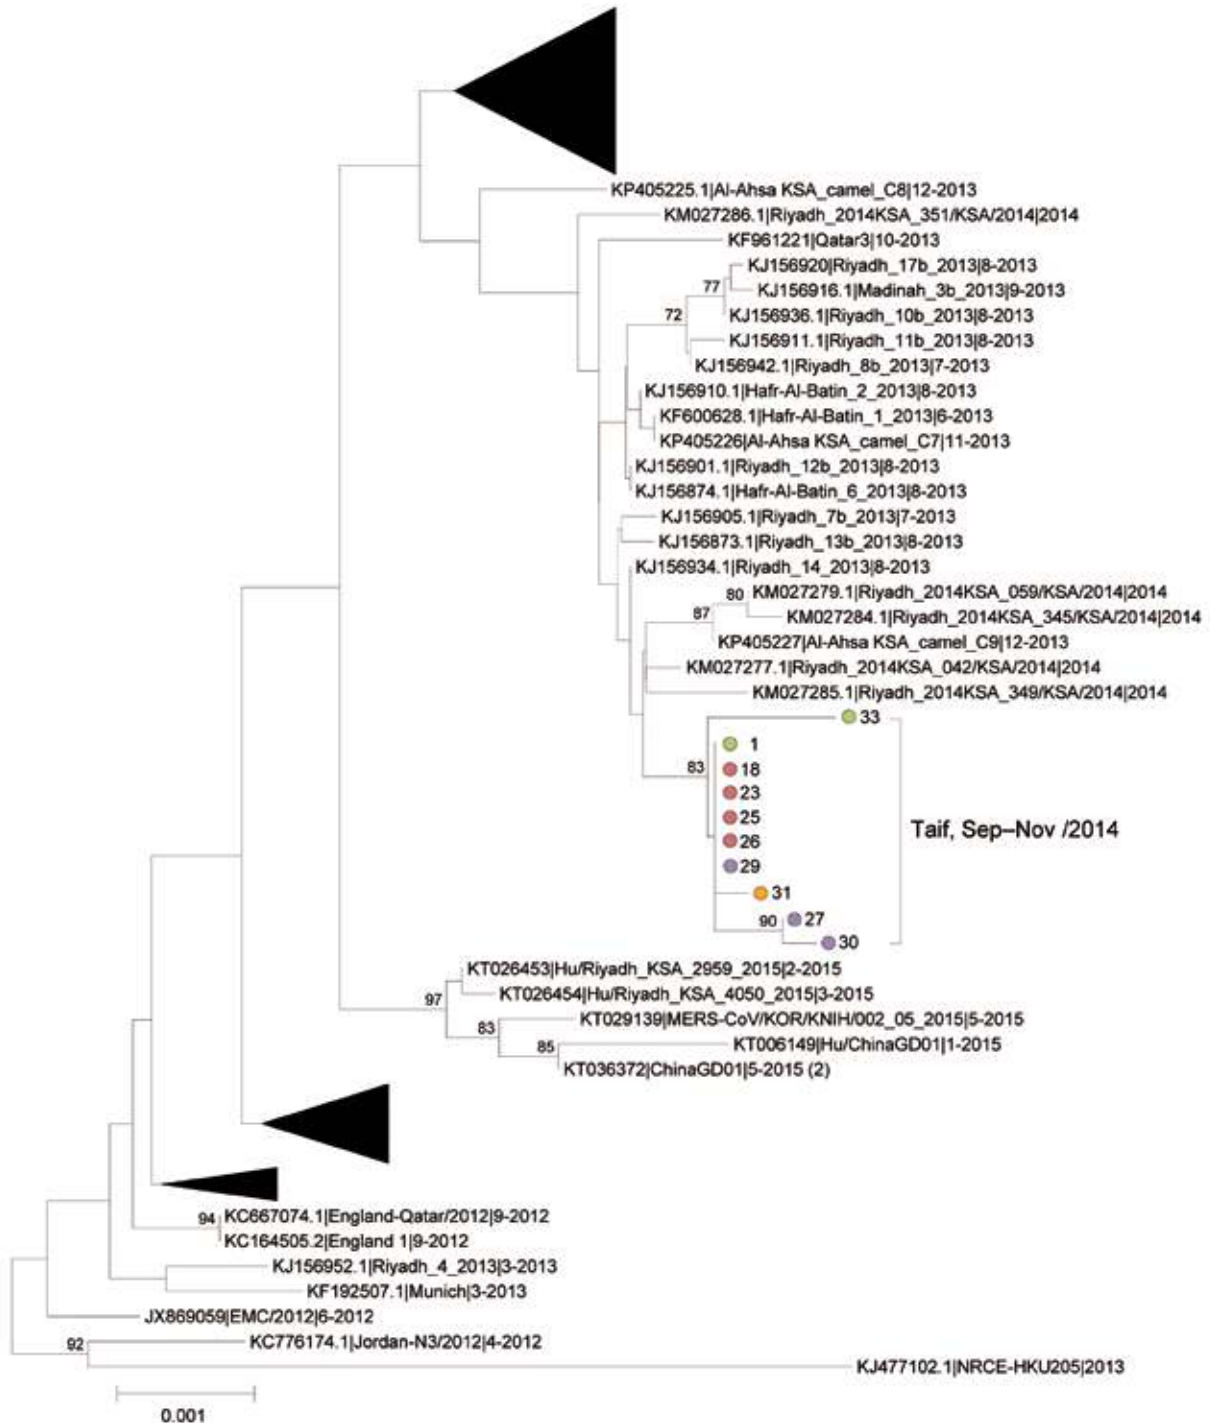 KP405225.1|Al-Ahsa KSA_camel_C8|12-2013
KM027286.1|Riyadh_2014KSA_351/KSA/2014|2014
KF961221|Qatar3|10-2013
KJ156920|Riyadh_17b_2013|8-2013
77
KJ156916.1|Madinah_3b_2013|9-2013
72
KJ156936.1|Riyadh_10b_2013|8-2013
KJ156911.1|Riyadh_11b_2013|8-2013
KJ156942.1|Riyadh_8b_2013|7-2013
KJ156910.1|Hafr-Al-Batin_2_2013|8-2013
KF600628.1|Hafr-Al-Batin_1_2013|6-2013
KP405226|Al-Ahsa KSA_camel_C7|11-2013
KJ156901.1|Riyadh_12b_2013|8-2013
KJ156874.1|Hafr-Al-Batin_6_2013|8-2013
KJ156905.1|Riyadh_7b_2013|7-2013
KJ156873.1|Riyadh_13b_2013|8-2013
KJ156934.1|Riyadh_14_2013|8-2013
80 KM027279.1|Riyadh_2014KSA_059/KSA/2014|2014
87 KM027284.1|Riyadh_2014KSA_345/KSA/2014|2014
KP405227|Al-Ahsa KSA_camel_C9|12-2013
KM027277.1|Riyadh_2014KSA_042/KSA/2014|2014
KM027285.1|Riyadh_2014KSA_349/KSA/2014|2014
33
1
83 18
23
25
26
29
31
90 27
30
Taif, Sep–Nov /2014
KT026453|Hu/Riyadh_KSA_2959_2015|2-2015
97 KT026454|Hu/Riyadh_KSA_4050_2015|3-2015
83 KT029139|MERS-CoV/KOR/KNIH/002_05_2015|5-2015
85 KT006149|Hu/ChinaGD01|1-2015
KT036372|ChinaGD01|5-2015 (2)
94 KC667074.1|England-Qatar/2012|9-2012
KC164505.2|England 1|9-2012
KJ156952.1|Riyadh_4_2013|3-2013
KF192507.1|Munich|3-2013
JX869059|EMC/2012|6-2012
92 KC776174.1|Jordan-N3/2012|4-2012
KJ477102.1|NRCE-HKU205|2013
0.001